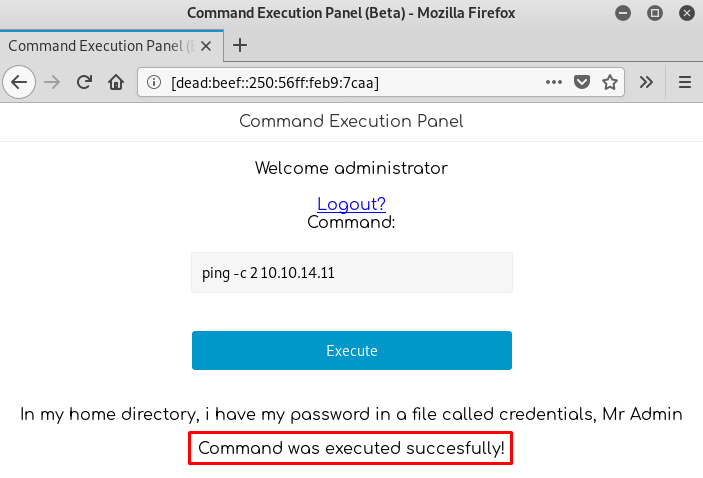 Command Execution Panel (Beta) - Mozilla Firefox
Command Execution Panel (
[dead:beef::250:56ff:feb9:7caa]
Command Execution Panel
Welcome administrator
Logout?
Command:
ping -c 2 10.10.14.11
Execute
In my home directory, i have my password in a file called credentials, Mr Admin
Command was executed succesfully!